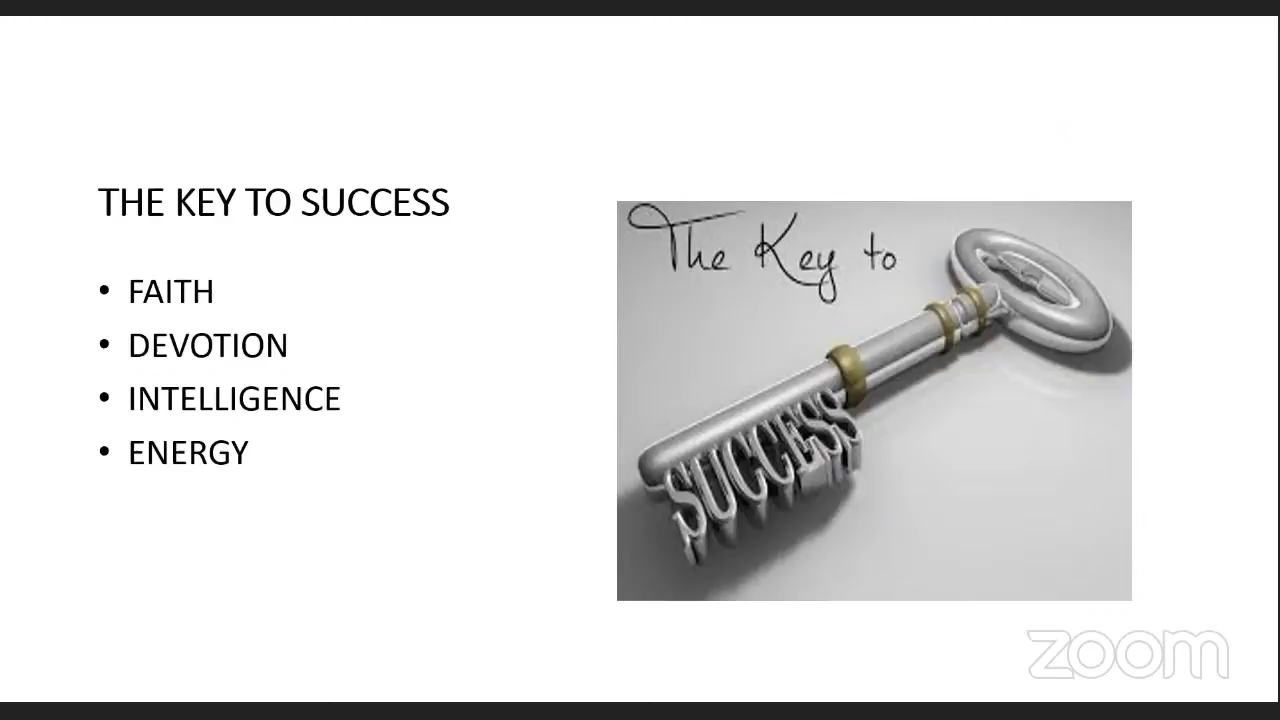 THE KEY TO SUCCESS
• FAITH
• DEVOTION
• INTELLIGENCE
• ENERGY
The Key to
SUCCESS
zoom